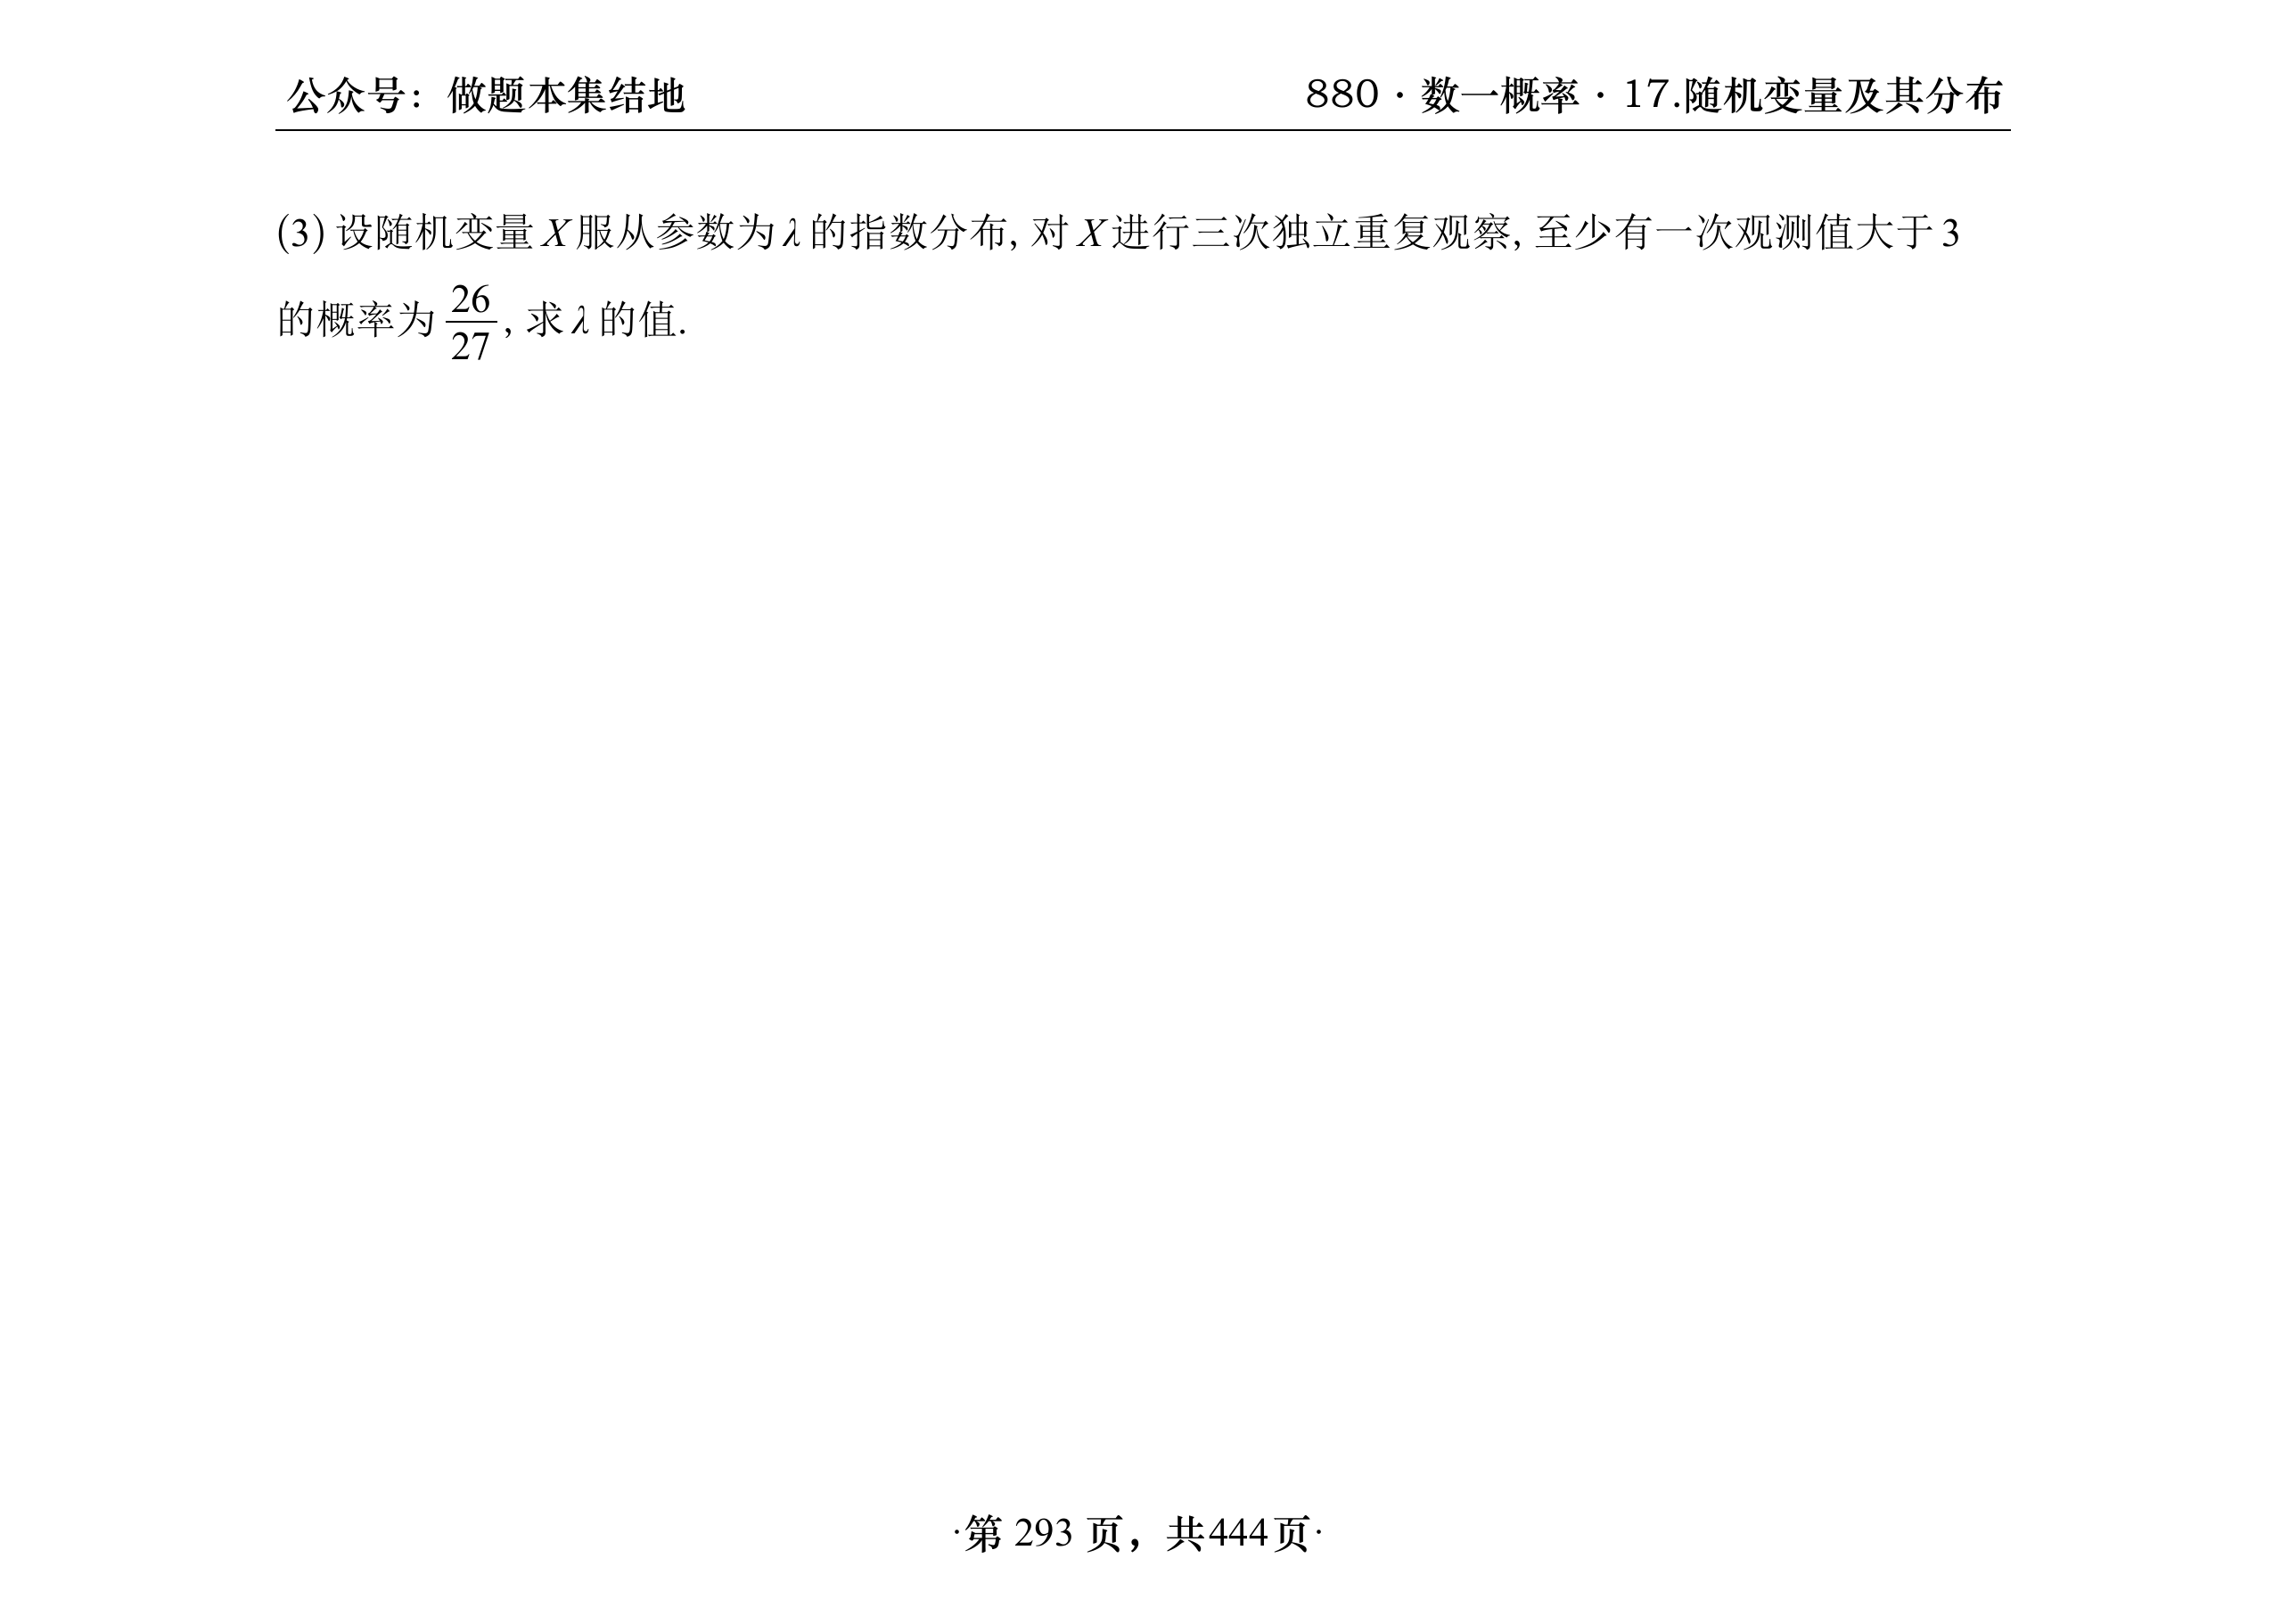 公众号：做题本集结地
880 · 数一概率 · 17.随机变量及其分布
(3) 设随机变量 X 服从参数为 λ 的指数分布, 对 X 进行三次独立重复观察, 至少有一次观测值大于 3
的概率为 26/27, 求 λ 的值.
·第 293 页，共444页·